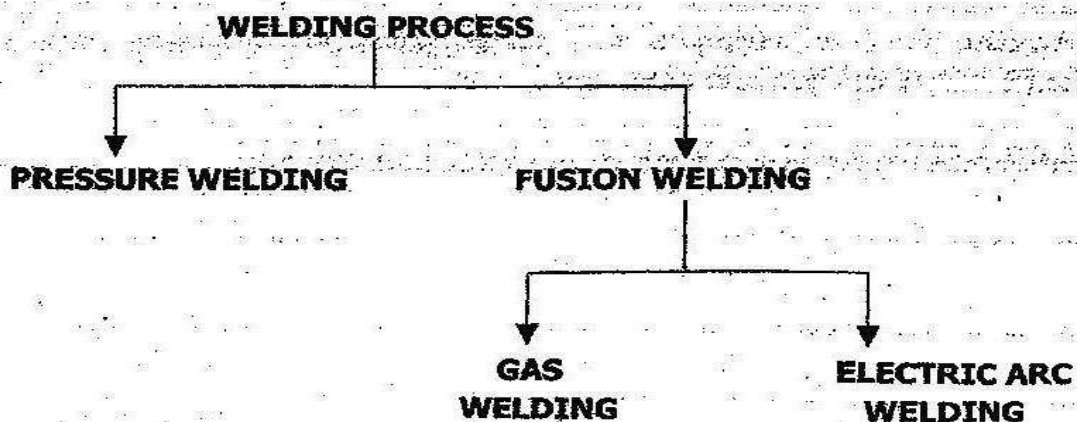 WELDING PROCESS
PRESSURE WELDING
FUSION WELDING
GAS
WELDING
ELECTRIC ARC
WELDING